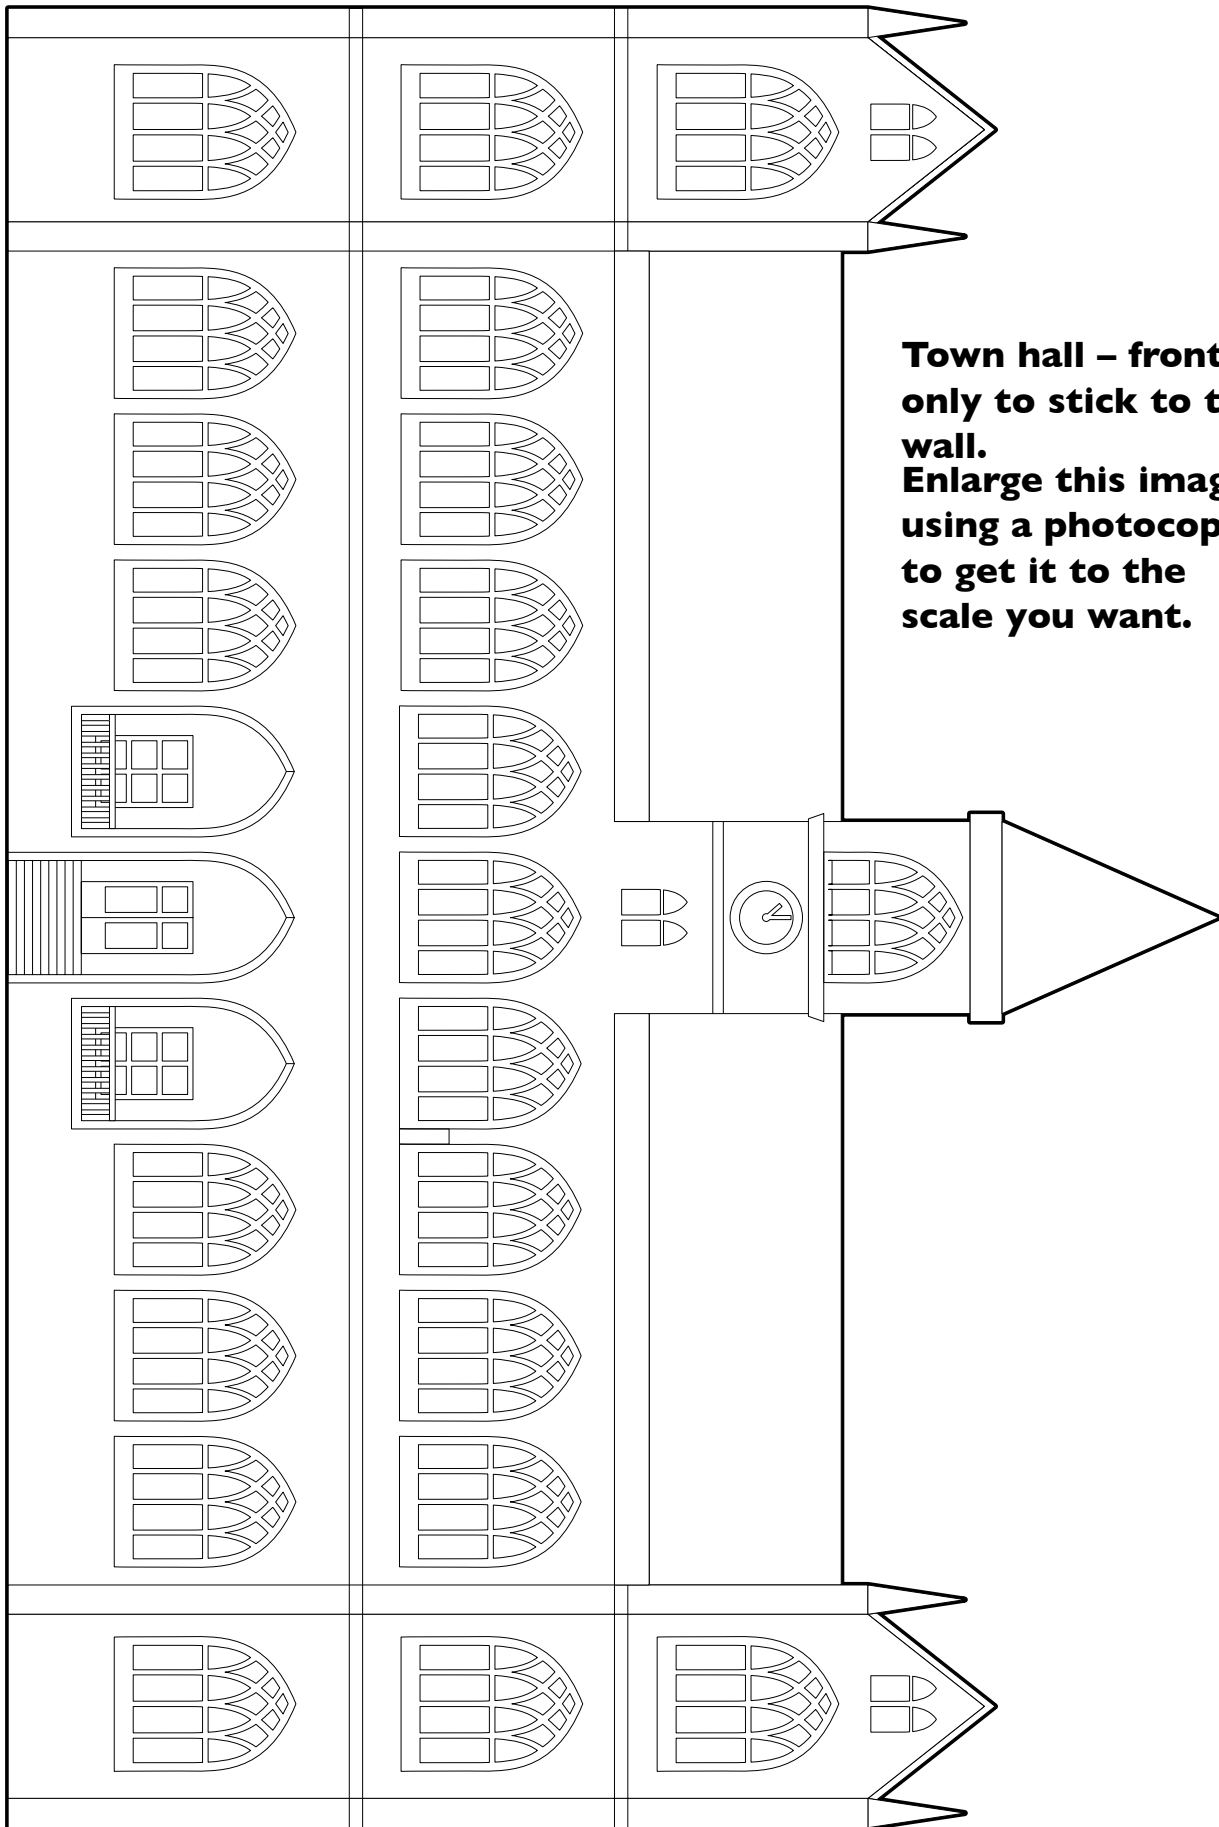 Town hall – front
only to stick to t
wall.
Enlarge this imag
using a photocop
to get it to the
scale you want.